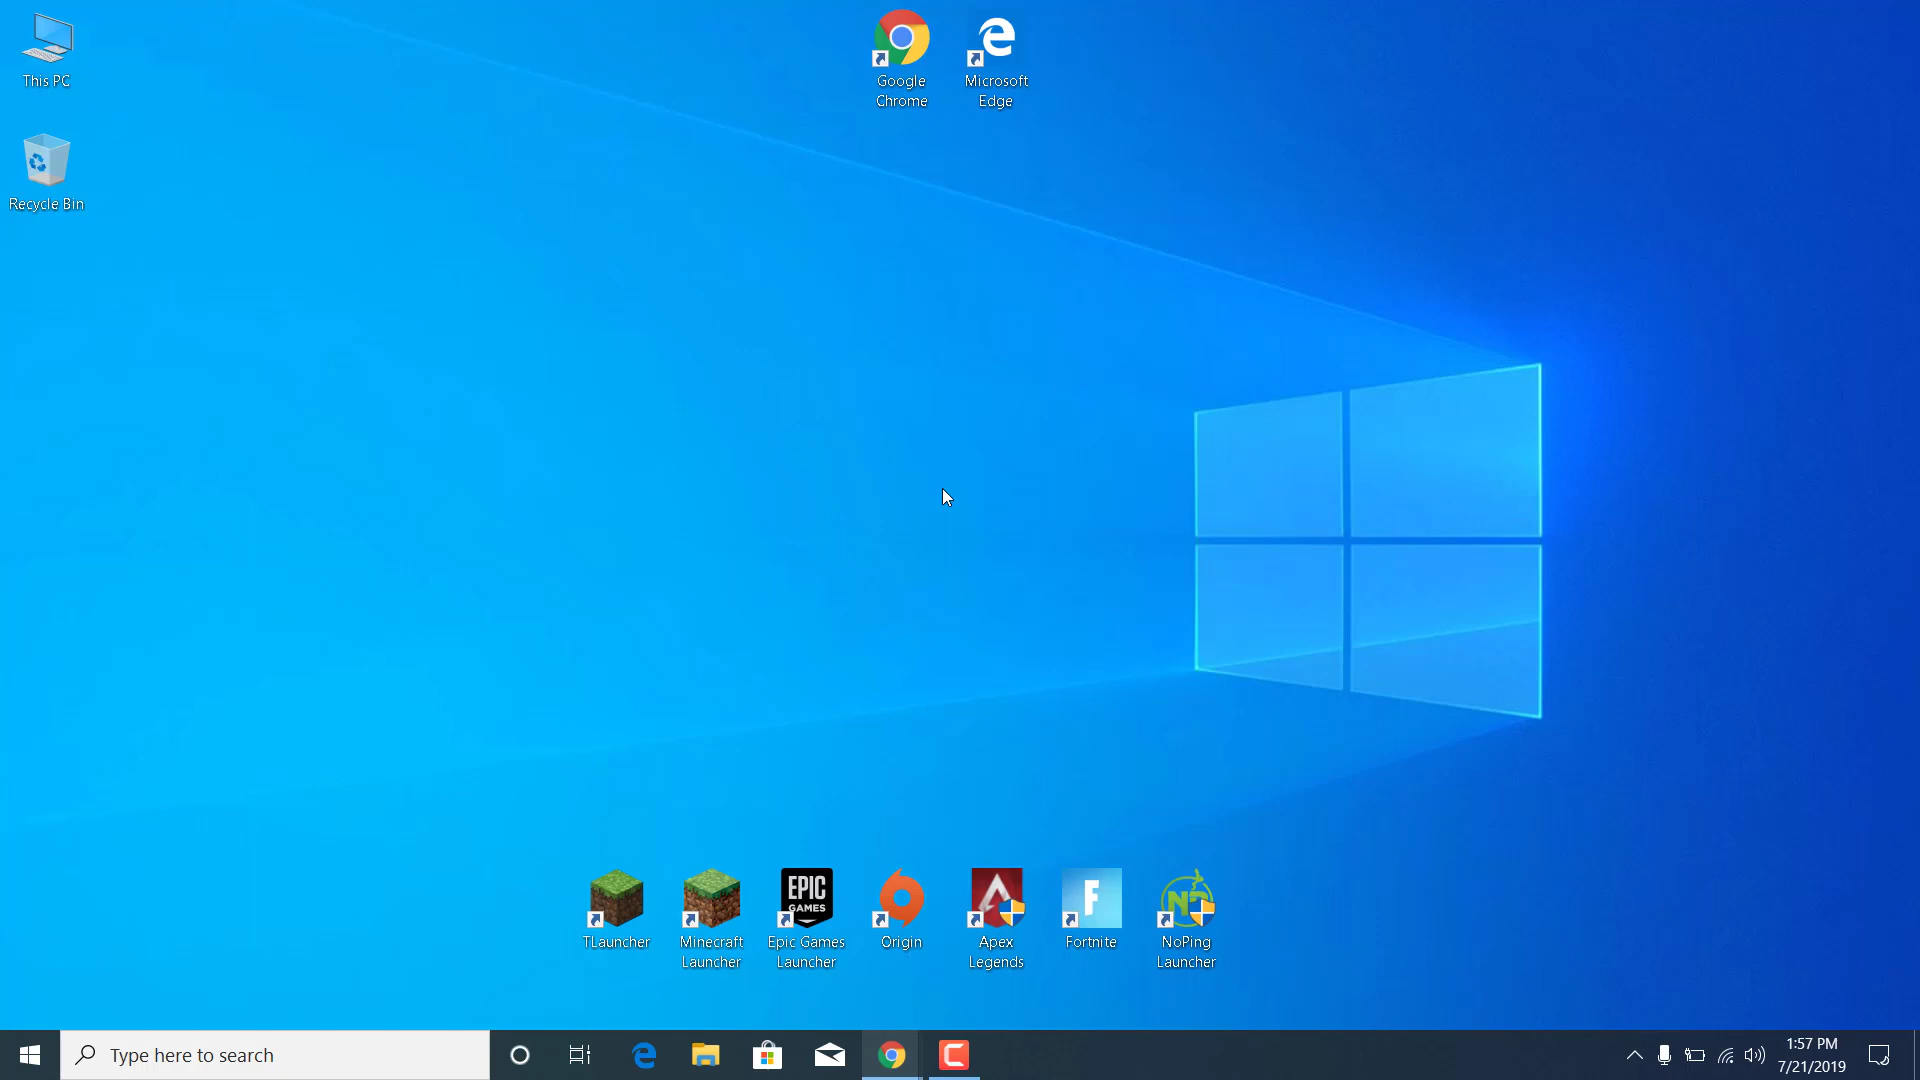 This PC
Google
Chrome
Microsoft
Edge
Recycle Bin
EPIC
GAMES
F
NP
TLauncher
Minecraft
Launcher
Epic Games
Launcher
Origin
Apex
Legends
Fortnite
NoPing
Launcher
Type here to search
1:57 PM
7/21/2019